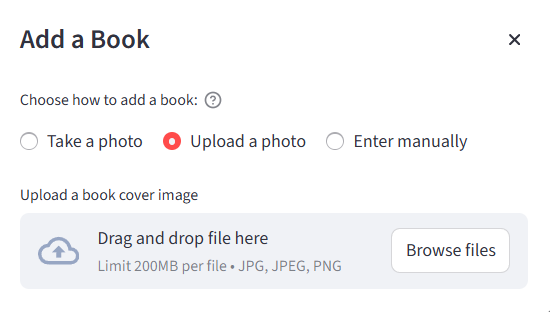 Add a Book
Choose how to add a book:
Take a photo Upload a photo Enter manually
Upload a book cover image
Drag and drop file here
Limit 200MB per file • JPG, JPEG, PNG
Browse files